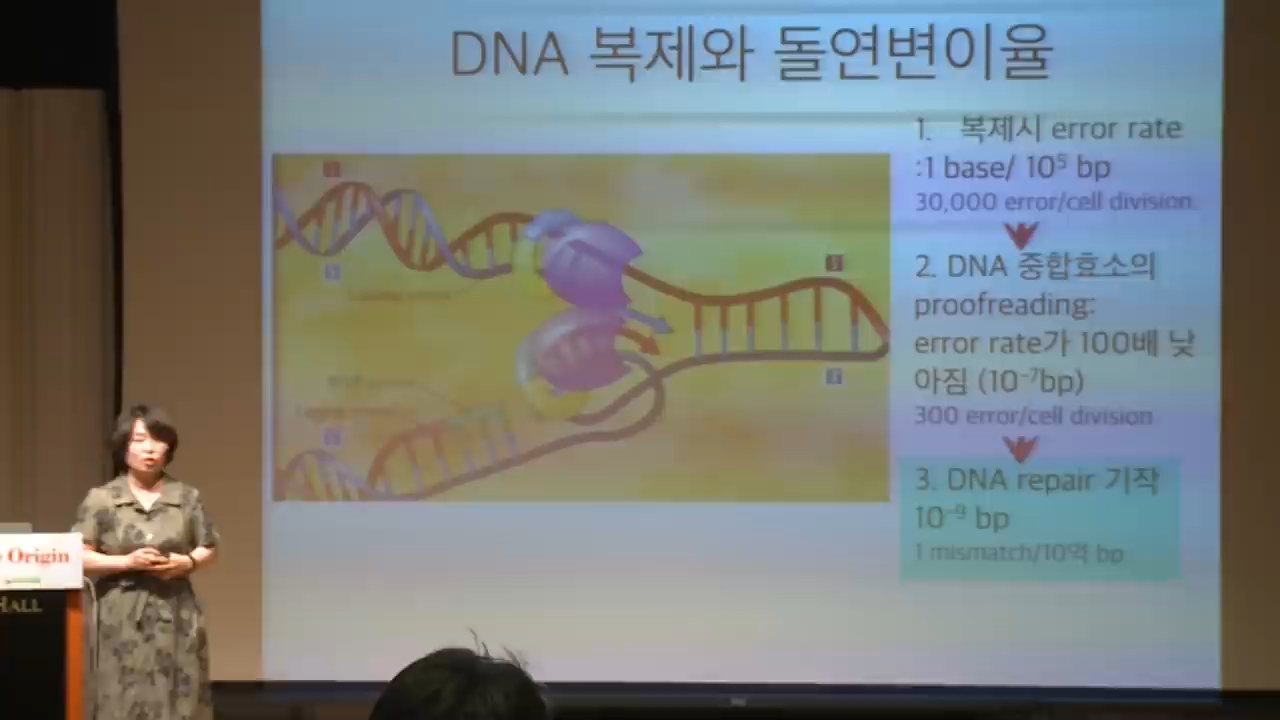 DNA 복제와 돌연변이율
1. 복제시 error rate
:1 base/ 10⁵ bp
30,000 error/cell division
2. DNA 중합효소의
proofreading:
error rate가 100배 낮
아짐 (10⁻⁷bp)
300 error/cell division
3. DNA repair 기작
10⁻⁹ bp
1 mismatch/10억 bp
Origin
HALL